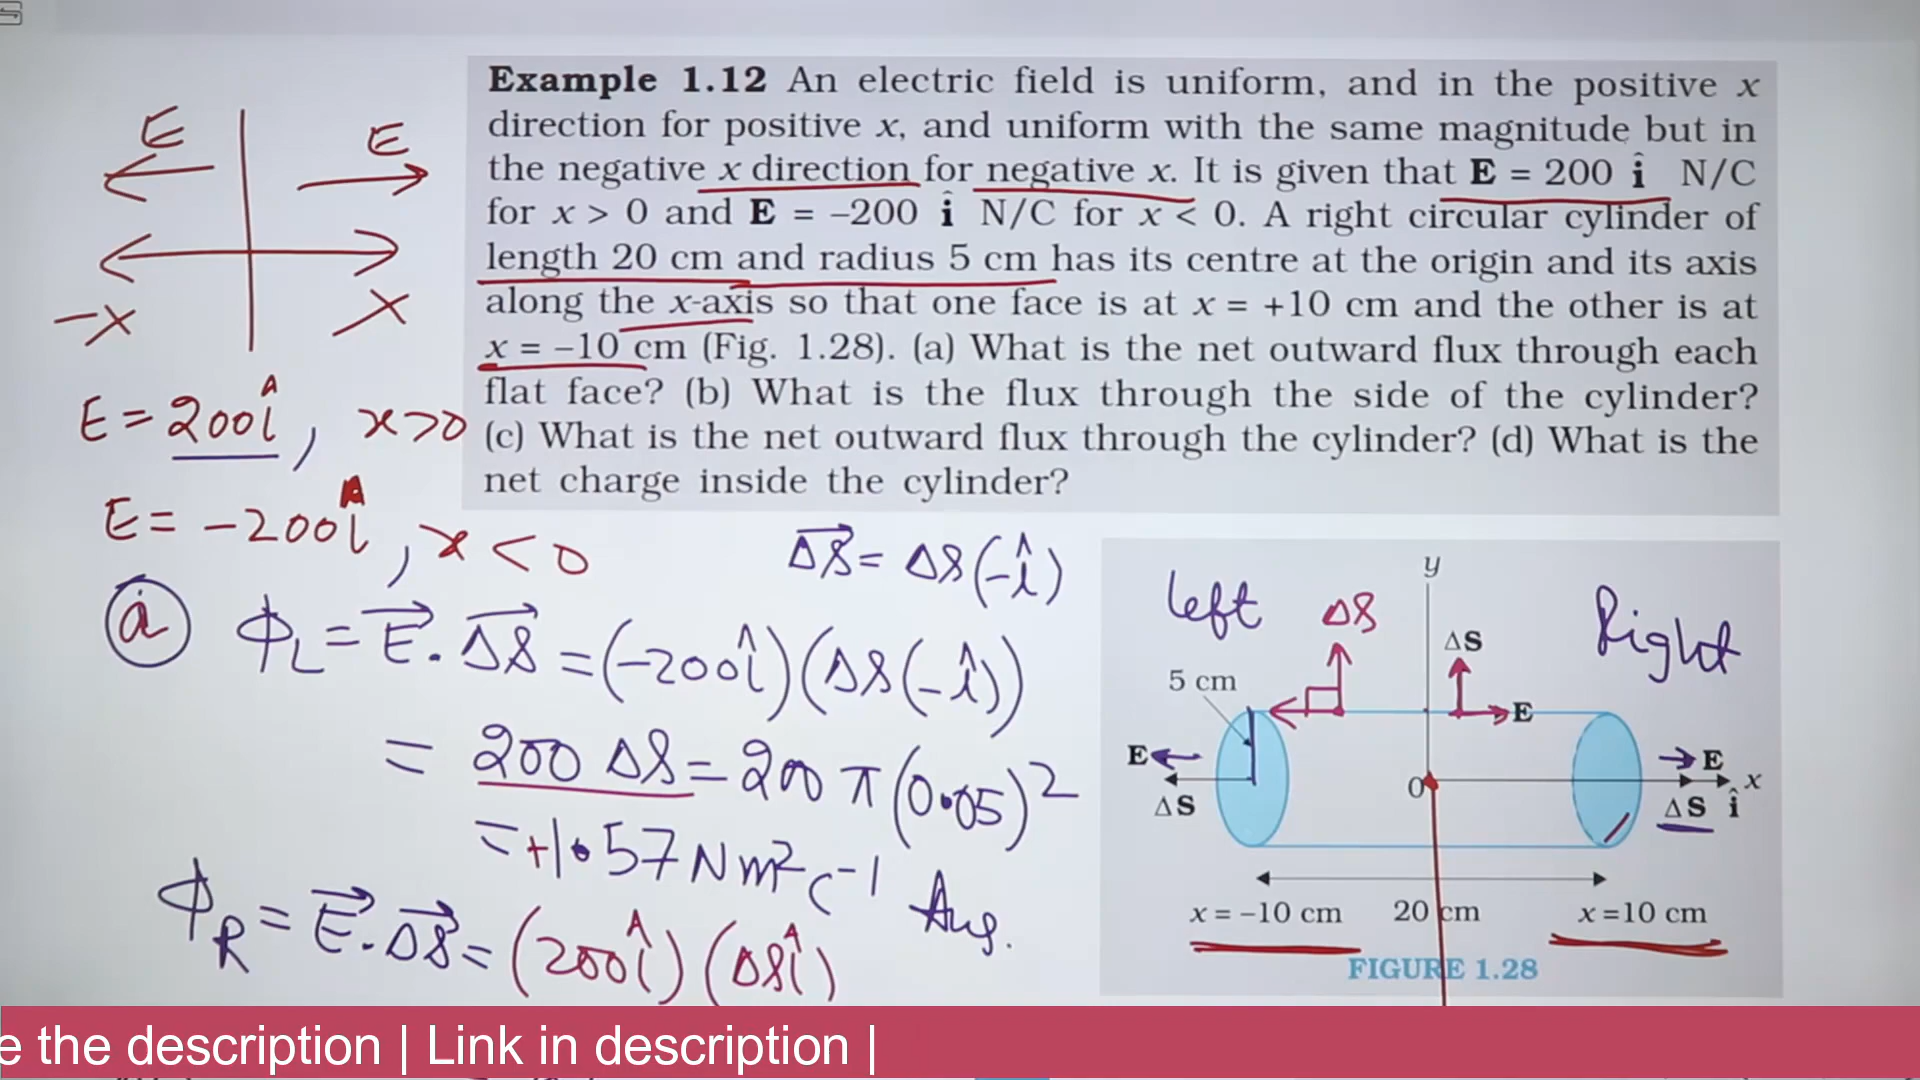 Example 1.12 An electric field is uniform, and in the positive x
direction for positive x, and uniform with the same magnitude but in
the negative x direction for negative x. It is given that E = 200 î N/C
for x > 0 and E = –200 î N/C for x < 0. A right circular cylinder of
length 20 cm and radius 5 cm has its centre at the origin and its axis
along the x-axis so that one face is at x = +10 cm and the other is at
x = –10 cm (Fig. 1.28). (a) What is the net outward flux through each
flat face? (b) What is the flux through the side of the cylinder?
(c) What is the net outward flux through the cylinder? (d) What is the
net charge inside the cylinder?
E E
-x x
E = 200î , x>0
E = -200î , x<0
ΔS⃗ = ΔS(-î)
(a) ϕL = E⃗ . ΔS⃗ = (-200î)(ΔS(-î))
= 200 ΔS = 200 π (0.05)²
= +1.57 N m² C⁻¹ Ans.
ϕR = E⃗ . ΔS⃗ = (200î)(ΔSî)
left ΔS Right
y
ΔS
5 cm
E
E E
0 x
ΔS ΔS î
x = –10 cm 20 cm x =10 cm
FIGURE 1.28
e the description | Link in description |